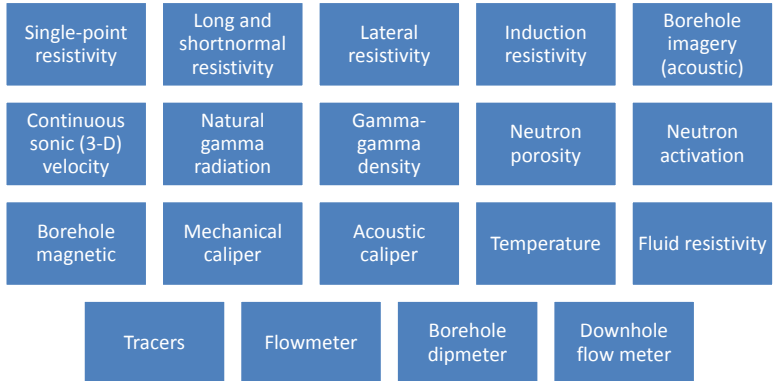 Single-point
resistivity
Long and
shortnormal
resistivity
Lateral
resistivity
Induction
resistivity
Borehole
imagery
(acoustic)
Continuous
sonic (3-D)
velocity
Natural
gamma
radiation
Gamma-
gamma
density
Neutron
porosity
Neutron
activation
Borehole
magnetic
Mechanical
caliper
Acoustic
caliper
Temperature
Fluid resistivity
Tracers
Flowmeter
Borehole
dipmeter
Downhole
flow meter